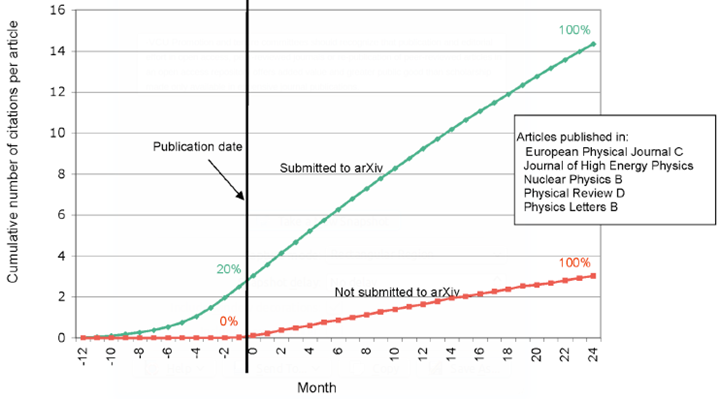 16
14
12
10
8
6
4
2
0
Cumulative number of citations per article
100%
Publication date
Submitted to arXiv
Articles published in:
European Physical Journal C
Journal of High Energy Physics
Nuclear Physics B
Physical Review D
Physics Letters B
20%
100%
Not submitted to arXiv
0%
-12 -10 -8 -6 -4 -2 0 2 4 6 8 10 12 14 16 18 20 22 24
Month